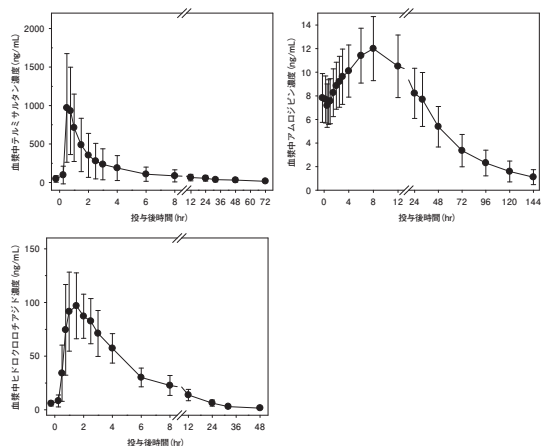 血漿中テルミサルタン濃度(ng/mL)
2000
1500
1000
500
0
0 2 4 6 8 12 24 36 48 60 72
投与後時間(hr)
血漿中アムロジピン濃度(ng/mL)
14
12
10
8
6
4
2
0
0 4 8 12 24 48 72 96 120 144
投与後時間(hr)
血漿中ヒドロクロロチアジド濃度(ng/mL)
150
100
50
0
0 2 4 6 8 12 24 36 48
投与後時間(hr)